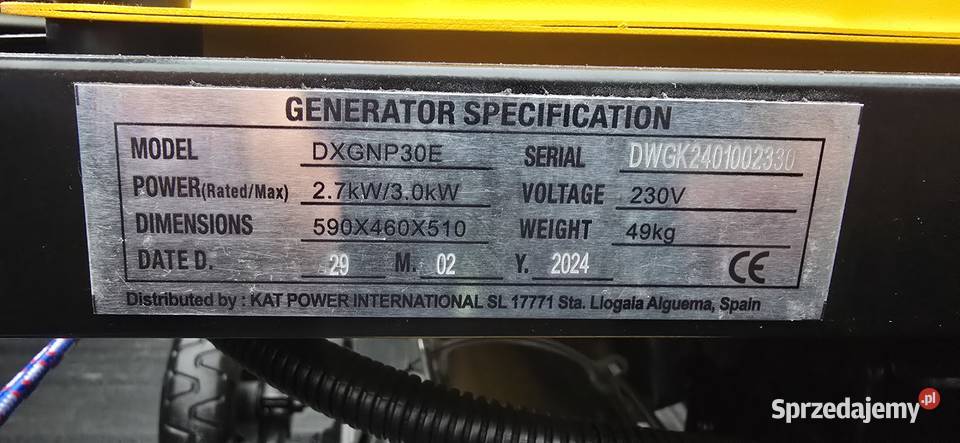 GENERATOR SPECIFICATION
MODEL DXGNP30E SERIAL DWGK2401002330
POWER(Rated/Max) 2.7kW/3.0kW VOLTAGE 230V
DIMENSIONS 590X460X510 WEIGHT 49kg
DATE D. 29 M. 02 Y. 2024 CE
Distributed by : KAT POWER INTERNATIONAL SL 17771 Sta. Llogaia Alguema, Spain
Sprzedajemy.pl